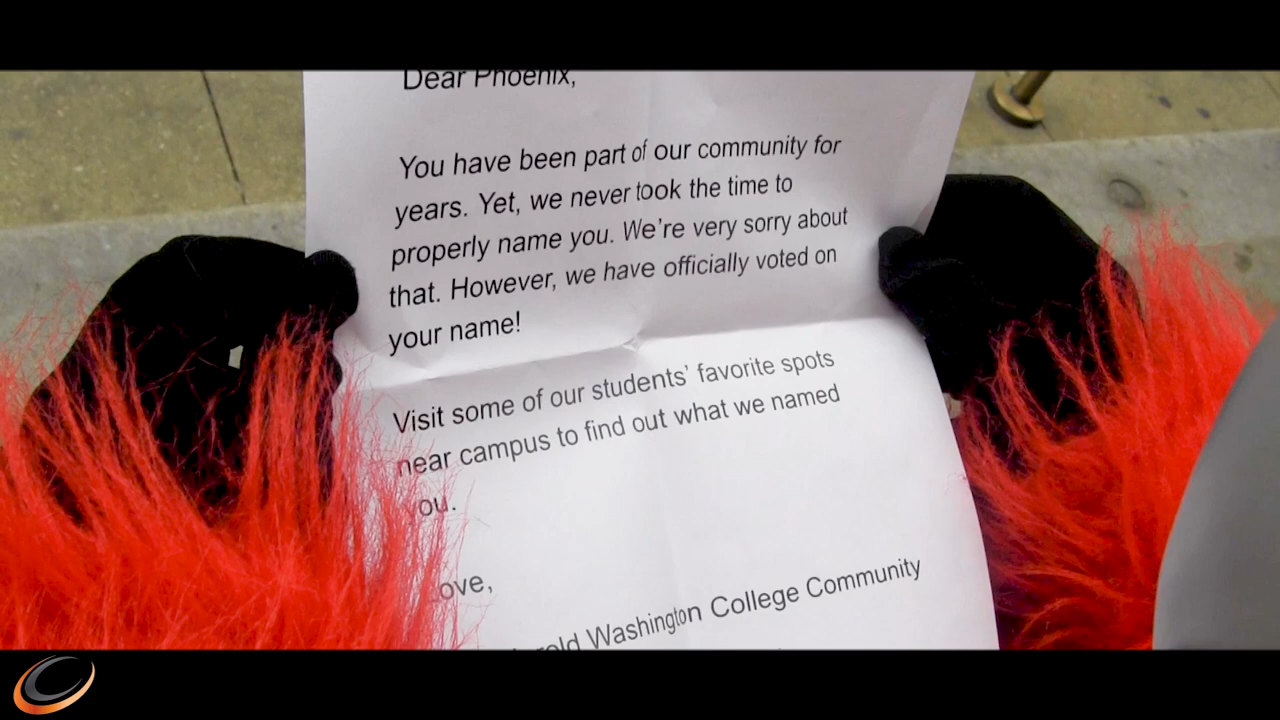 Dear Phoenix,
You have been part of our community for
years. Yet, we never took the time to
properly name you. We're very sorry about
that. However, we have officially voted on
your name!
Visit some of our students' favorite spots
near campus to find out what we named
you.
Love,
Washington College Community